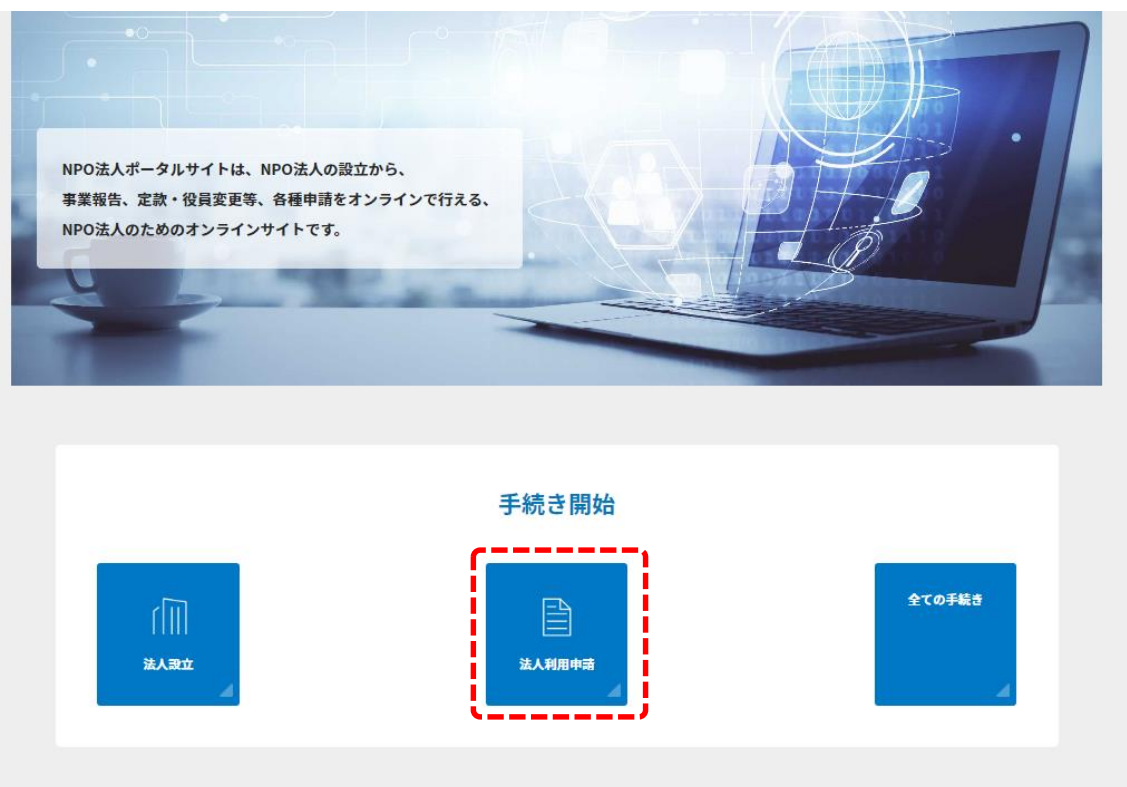 NPO法人ポータルサイトは、NPO法人の設立から、
事業報告、定款・役員変更等、各種申請をオンラインで行える、
NPO法人のためのオンラインサイトです。
手続き開始
法人設立
法人利用申請
全ての手続き